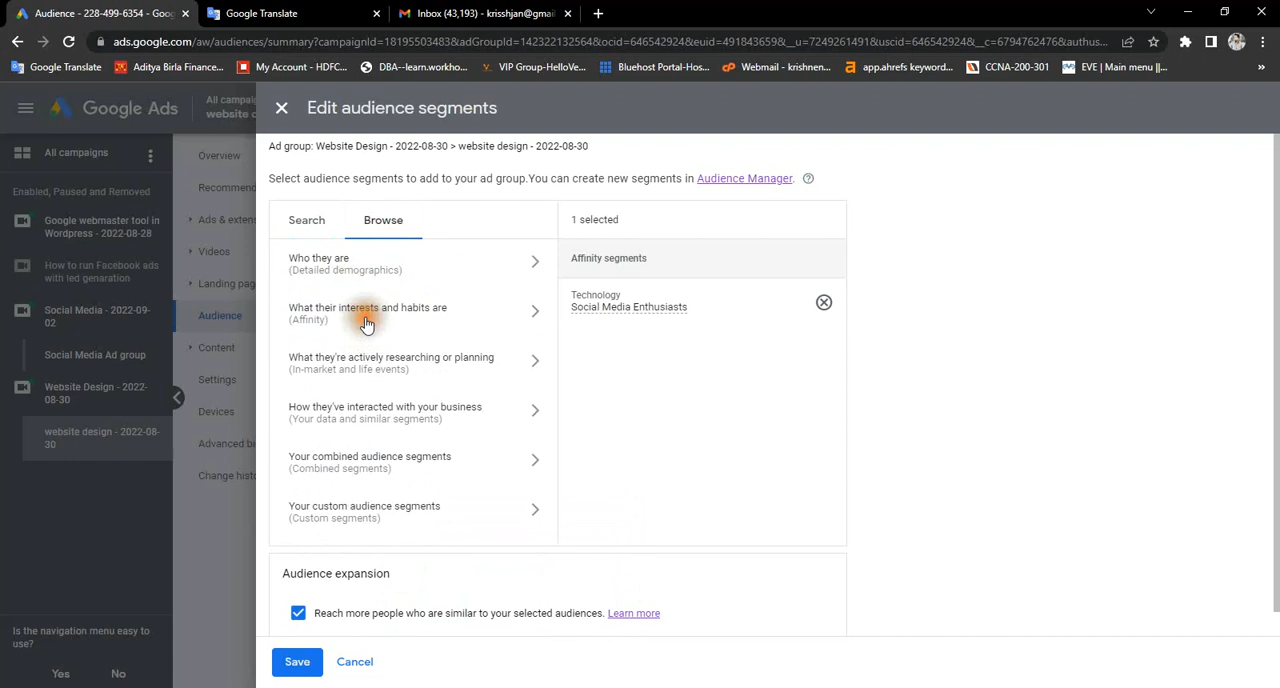 Audience - 228-499-6354 - Goog
Google Translate
Inbox (43,193) - krisshjan@gmai
ads.google.com/aw/audiences/summary?campaignId=18195503483&adGroupId=142322132564&ocid=646542924&euid=491843659&__u=7249261491&uscid=646542924&__c=6794762476&authus...
Google Translate
Aditya Birla Finance...
My Account - HDFC...
DBA--learn.workho...
VIP Group-HelloVe...
Bluehost Portal-Hos...
Webmail - krishnen...
app.ahrefs keyword...
CCNA-200-301
EVE | Main menu ||...
»
Google Ads
All campai
website d
Edit audience segments
All campaigns
Enabled, Paused and Removed
Google webmaster tool in
Wordpress - 2022-08-28
How to run Facebook ads
with led genaration
Social Media - 2022-09-
02
Social Media Ad group
Website Design - 2022-
08-30
website design - 2022-08-
30
Is the navigation menu easy to
use?
Yes
No
Overview
Recommen
Ads & exten
Videos
Landing pag
Audience
Content
Settings
Devices
Advanced bi
Change histo
Ad group: Website Design - 2022-08-30 > website design - 2022-08-30
Select audience segments to add to your ad group.You can create new segments in Audience Manager.
Search
Browse
1 selected
Who they are
(Detailed demographics)
What their interests and habits are
(Affinity)
What they're actively researching or planning
(In-market and life events)
How they've interacted with your business
(Your data and similar segments)
Your combined audience segments
(Combined segments)
Your custom audience segments
(Custom segments)
Affinity segments
Technology
Social Media Enthusiasts
Audience expansion
Reach more people who are similar to your selected audiences. Learn more
Save
Cancel